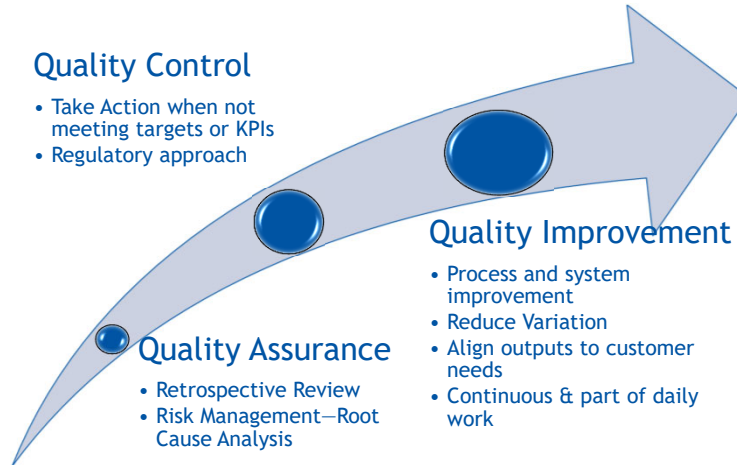 Quality Control
• Take Action when not
meeting targets or KPIs
• Regulatory approach
Quality Assurance
• Retrospective Review
• Risk Management—Root
Cause Analysis
Quality Improvement
• Process and system
improvement
• Reduce Variation
• Align outputs to customer
needs
• Continuous & part of daily
work